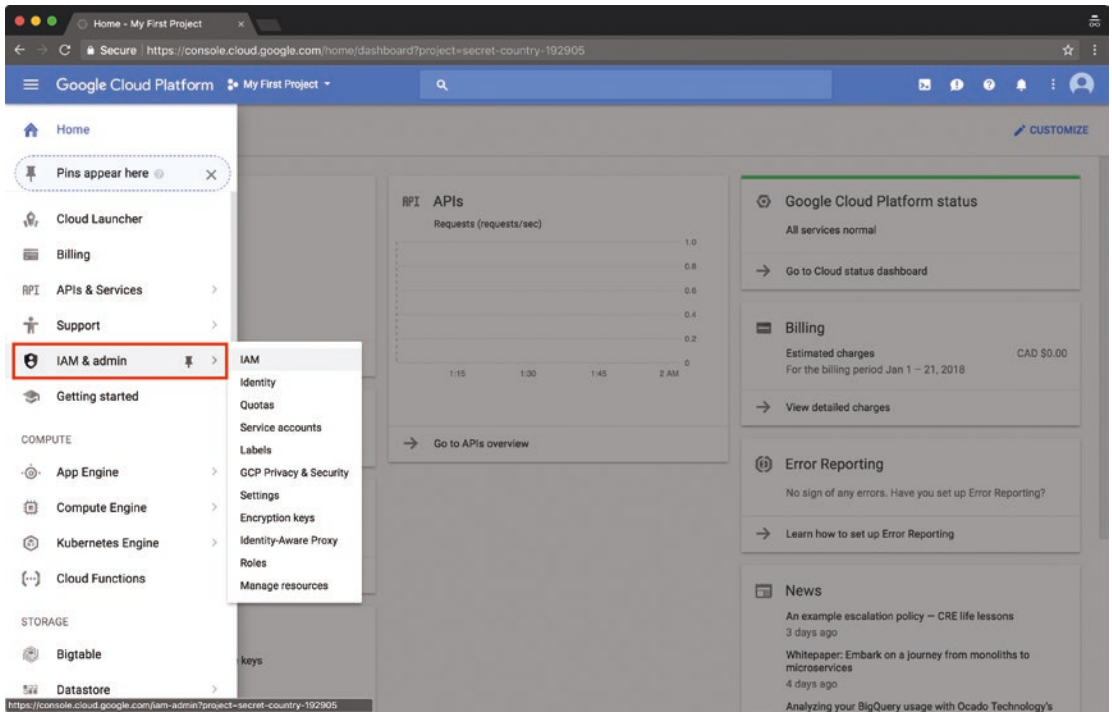 Home - My First Project
Secure https://console.cloud.google.com/home/dashboard?project=secret-country-192905
Google Cloud Platform My First Project
Home
CUSTOMIZE
Pins appear here
Cloud Launcher
Billing
API APIs & Services
Support
IAM & admin
Getting started
COMPUTE
App Engine
Compute Engine
Kubernetes Engine
Cloud Functions
STORAGE
Bigtable
Datastore
https://console.cloud.google.com/iam-admin?project=secret-country-192905
IAM
Identity
Quotas
Service accounts
Labels
GCP Privacy & Security
Settings
Encryption keys
Identity-Aware Proxy
Roles
Manage resources
keys
API APIs
Requests (requests/sec)
1.0
0.8
0.6
0.4
0.2
0
1:15 1:30 1:45 2 AM
Go to APIs overview
Google Cloud Platform status
All services normal
Go to Cloud status dashboard
Billing
Estimated charges CAD $0.00
For the billing period Jan 1 – 21, 2018
View detailed charges
Error Reporting
No sign of any errors. Have you set up Error Reporting?
Learn how to set up Error Reporting
News
An example escalation policy — CRE life lessons
3 days ago
Whitepaper: Embark on a journey from monoliths to
microservices
4 days ago
Analyzing your BigQuery usage with Ocado Technology's